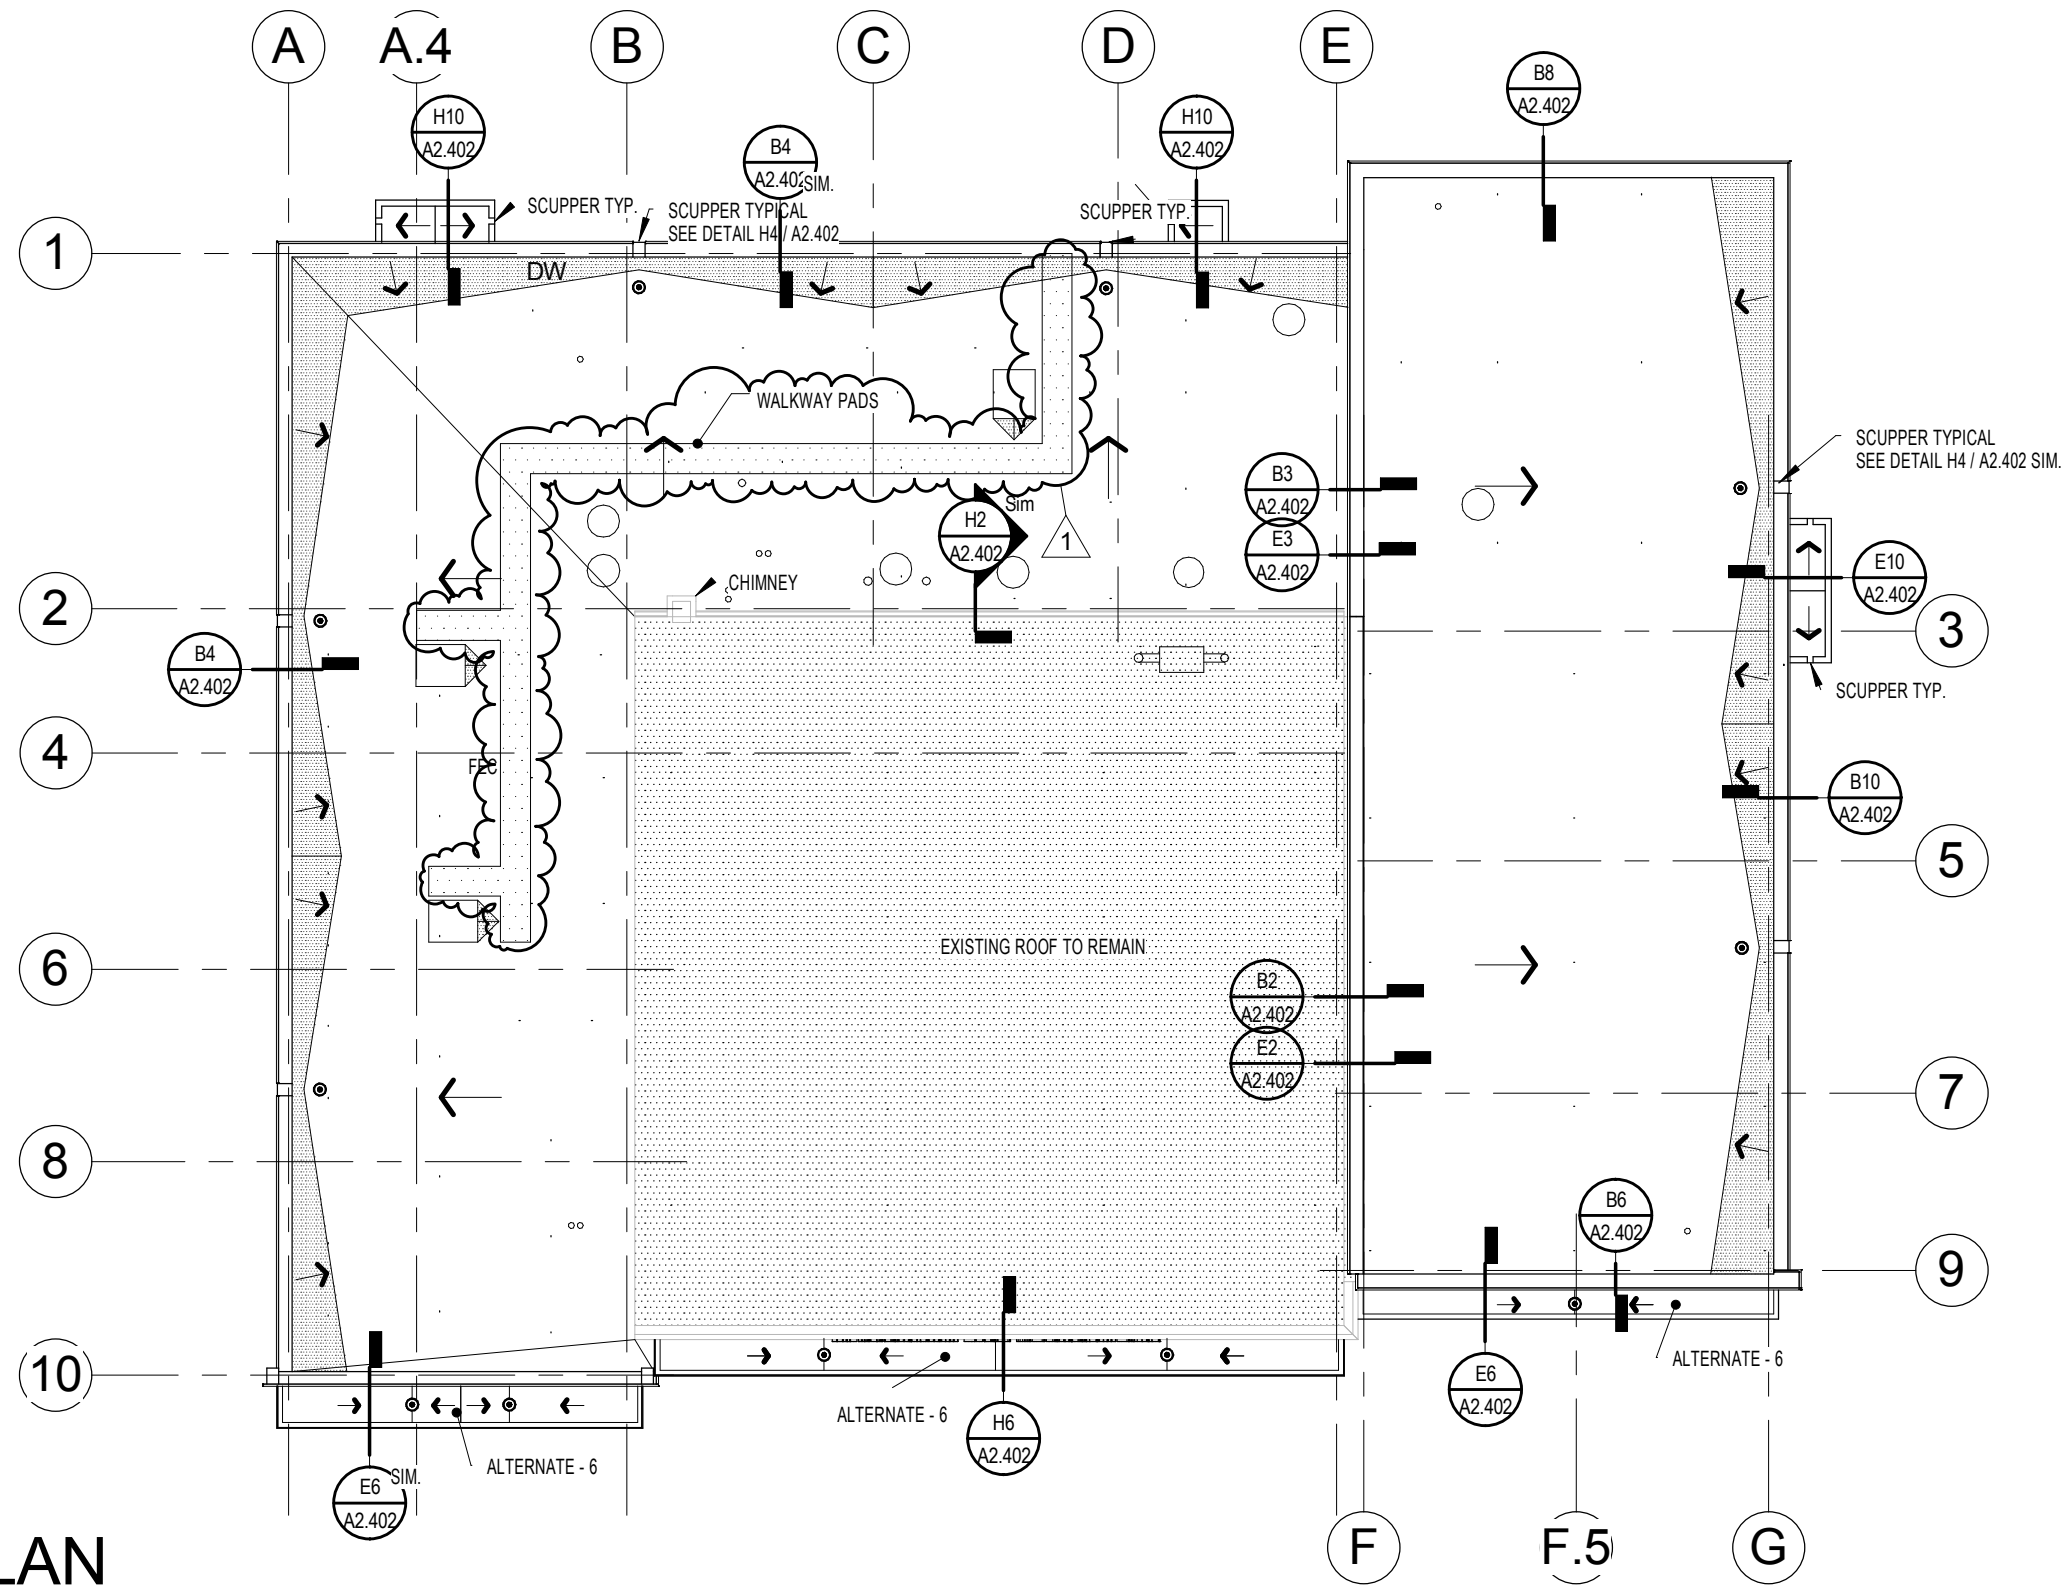 A
A.4
B
C
D
E
B8
A2.402
H10
A2.402
B4
A2.402
SIM.
H10
A2.402
SCUPPER TYP.
SCUPPER TYPICAL
SEE DETAIL H4 / A2.402
SCUPPER TYP.
1
DW
WALKWAY PADS
SCUPPER TYPICAL
SEE DETAIL H4 / A2.402 SIM.
B3
A2.402
Sim
H2
A2.402
1
E3
A2.402
E10
A2.402
CHIMNEY
2
3
B4
A2.402
SCUPPER TYP.
4
FEC
B10
A2.402
5
EXISTING ROOF TO REMAIN
6
B2
A2.402
E2
A2.402
7
8
B6
A2.402
9
10
ALTERNATE - 6
E6
A2.402
ALTERNATE - 6
H6
A2.402
ALTERNATE - 6
SIM.
E6
A2.402
F
F.5
G
LAN